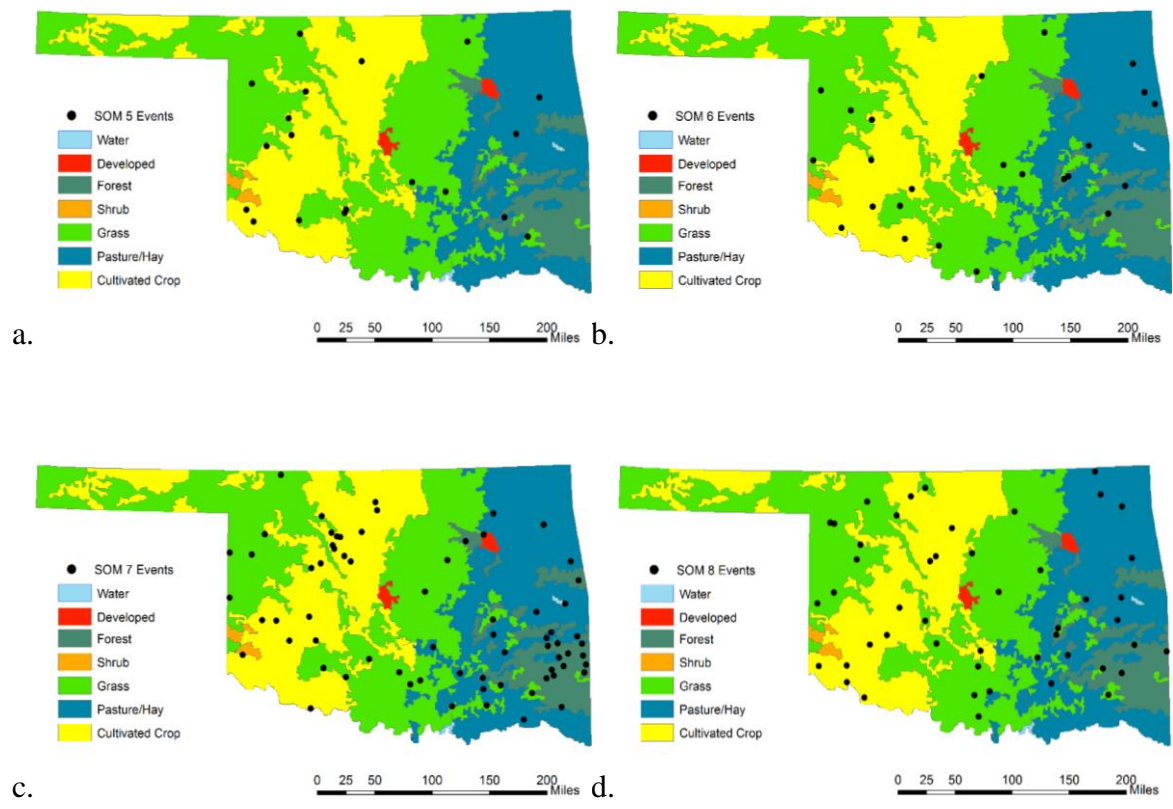 SOM 5 Events
Water
Developed
Forest
Shrub
Grass
Pasture/Hay
Cultivated Crop
0 25 50 100 150 200
Miles
a.
SOM 6 Events
Water
Developed
Forest
Shrub
Grass
Pasture/Hay
Cultivated Crop
0 25 50 100 150 200
Miles
b.
SOM 7 Events
Water
Developed
Forest
Shrub
Grass
Pasture/Hay
Cultivated Crop
0 25 50 100 150 200
Miles
c.
SOM 8 Events
Water
Developed
Forest
Shrub
Grass
Pasture/Hay
Cultivated Crop
0 25 50 100 150 200
Miles
d.